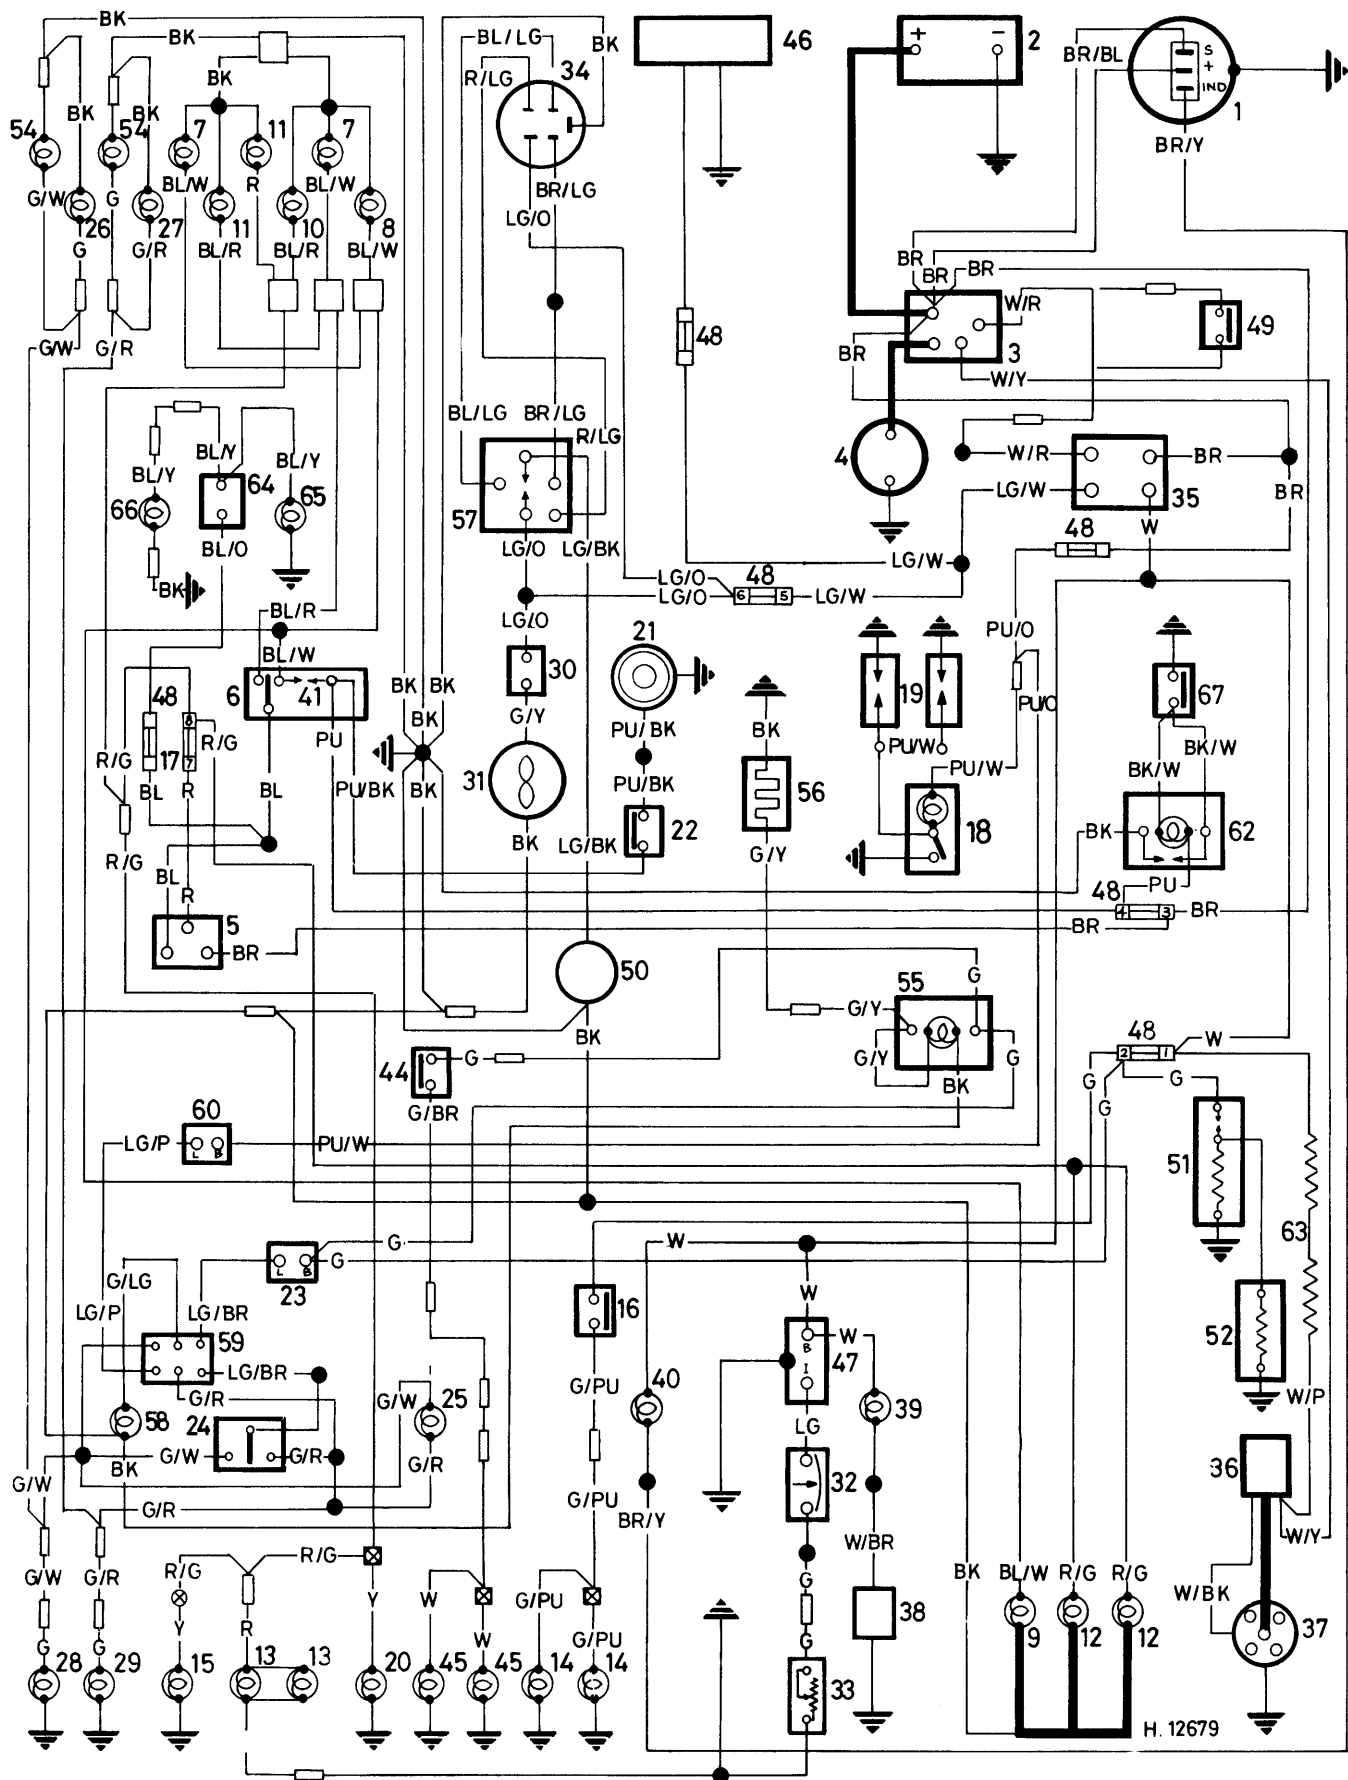 BK
BK
BL/LG
BK
46
+ − 2
BR/BL
S
+
IND
1
R/LG
34
BK
BK
BK
54
54
7
11
7
BR/Y
G/W
G
BL/W
R
BL/W
BR/LG
26
27
11
10
8
LG/O
G
G/R
BL/R
BL/R
BL/W
BR
BR
BR
W/R
49
48
3
G/W
G/R
BR
W/Y
BL/LG
BR/LG
R/LG
4
W/R
BR
BL/Y
BL/Y
BL/Y
64
65
66
57
LG/W
35
BR
BL/O
LG/O
LG/BK
48
W
LG/W
BK
LG/O
48
LG/O
6 5
LG/W
BL/R
LG/O
21
PU/O
BL/W
30
6
41
BK
BK
19
67
48
8
PU/O
R/G
17
7
PU
BK
G/Y
PU/BK
BK
PU/W
BK/W
R/G
PU/W
BK/W
31
BL
R
BL
PU/BK
BK
PU/BK
56
22
18
BK
62
R/G
BK
LG/BK
G/Y
BL
R
48
PU
5
4 3
BR
BR
BR
50
55
G
G/Y
BK
48
W
44
G
G/Y
G
2 1
G
G
BK
G
G/BR
60
LG/P
L B
PU/W
51
G
W
63
G/LG
L B
G
23
LG/P
LG/BR
W
16
52
59
W
B
47
I
LG/BR
G/PU
40
W/P
G/R
G/W
25
39
58
24
LG
G/W
G/R
36
BK
G/R
32
G/W
G/PU
G/R
BR/Y
W/BR
W/Y
R/G
R/G
BK
BL/W
R/G
R/G
G/W
G/R
G
W/BK
Y
W
G/PU
38
Y
R
W
G/PU
9
12
12
37
G
G
G
28
29
15
13
13
20
45
45
14
14
33
H. 12679